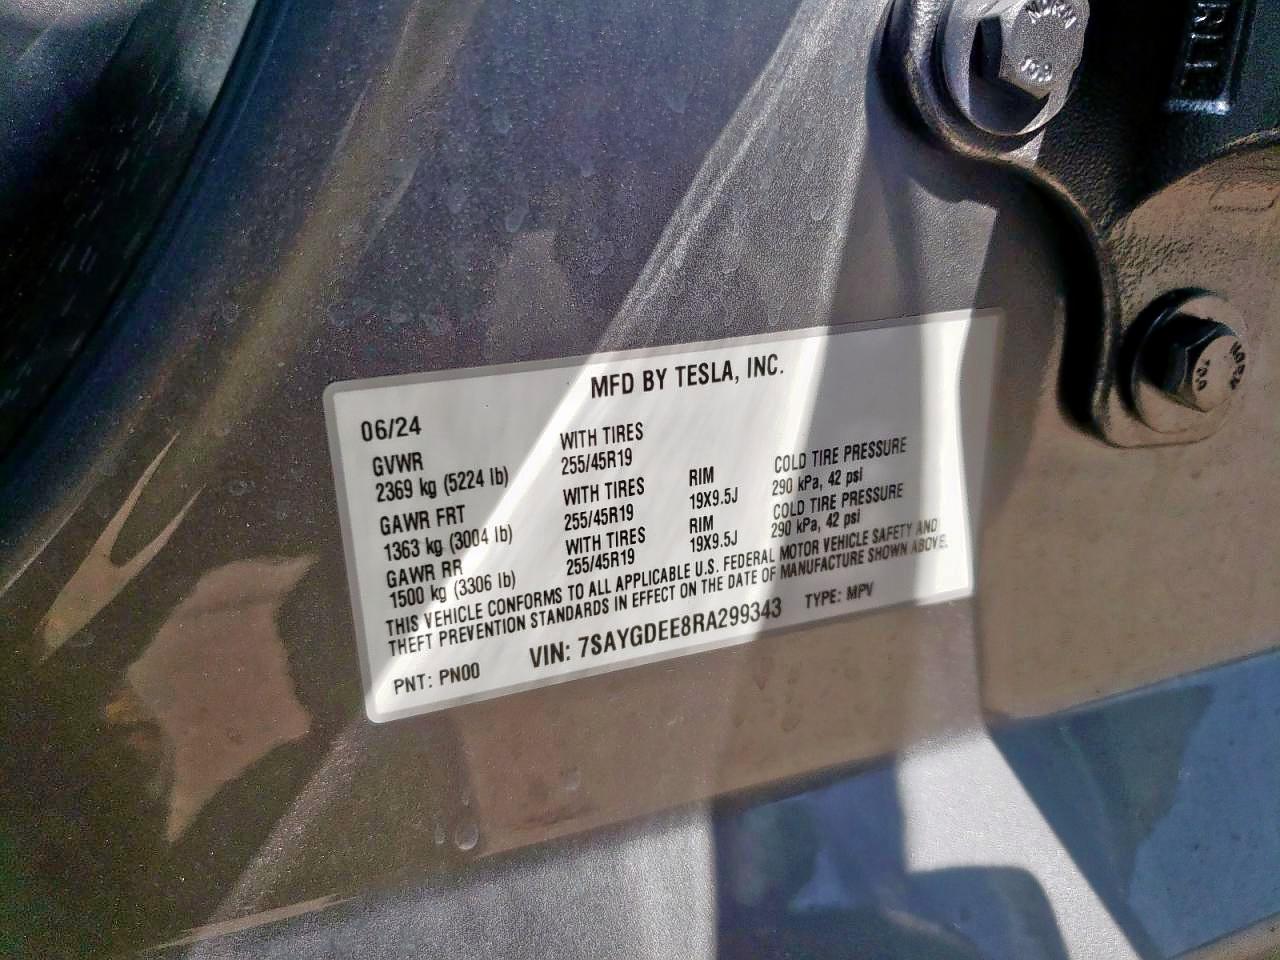 NORM
JOB
RLL
MFD BY TESLA, INC.
06/24
GVWR WITH TIRES
2369 kg (5224 lb) 255/45R19
GAWR FRT WITH TIRES RIM COLD TIRE PRESSURE
1363 kg (3004 lb) 255/45R19 19X9.5J 290 kPa, 42 psi
GAWR RR WITH TIRES RIM COLD TIRE PRESSURE
1500 kg (3306 lb) 255/45R19 19X9.5J 290 kPa, 42 psi
THIS VEHICLE CONFORMS TO ALL APPLICABLE U.S. FEDERAL MOTOR VEHICLE SAFETY AND
THEFT PREVENTION STANDARDS IN EFFECT ON THE DATE OF MANUFACTURE SHOWN ABOVE.
PNT: PN00 VIN: 7SAYGDEE8RA299343 TYPE: MPV